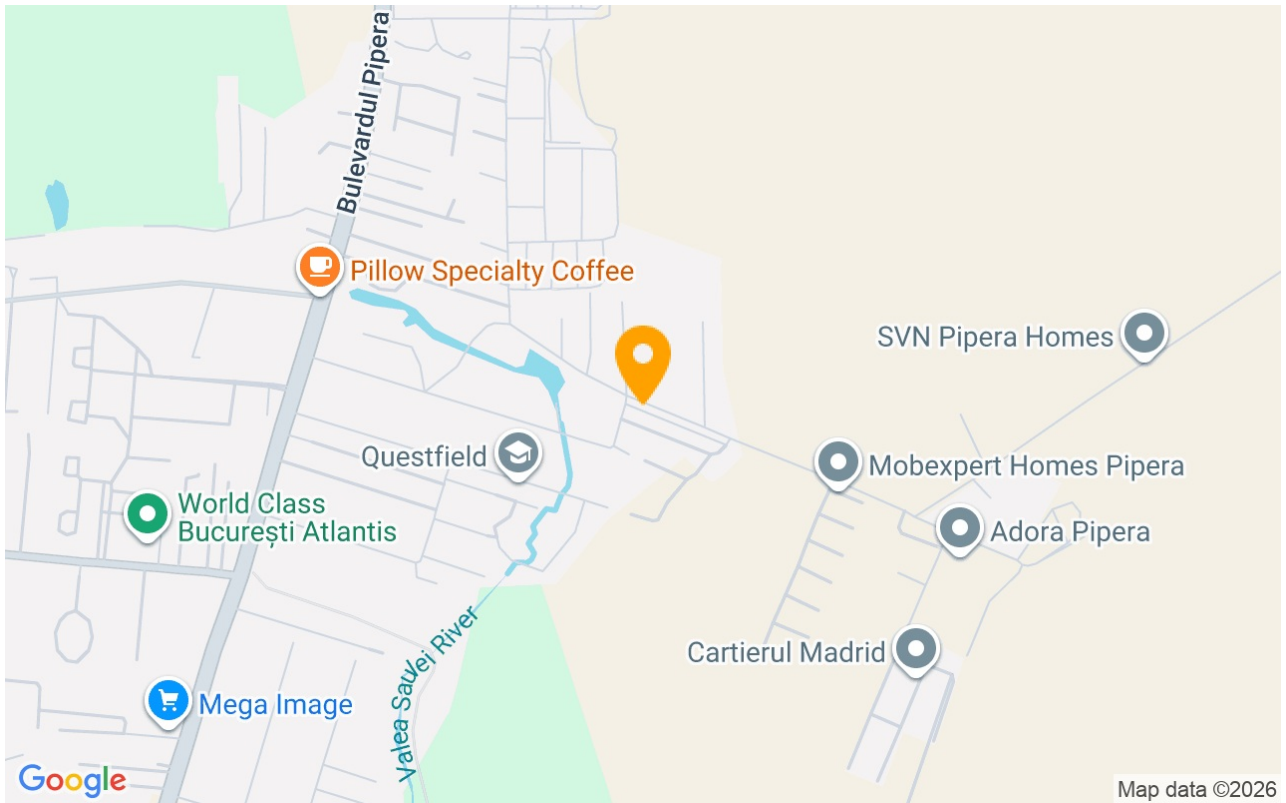 Bulevardul Pipera
Pillow Specialty Coffee
SVN Pipera Homes
Questfield
Mobexpert Homes Pipera
World Class
București Atlantis
Adora Pipera
Cartierul Madrid
Valea Saulei River
Mega Image
Google
Map data ©2026